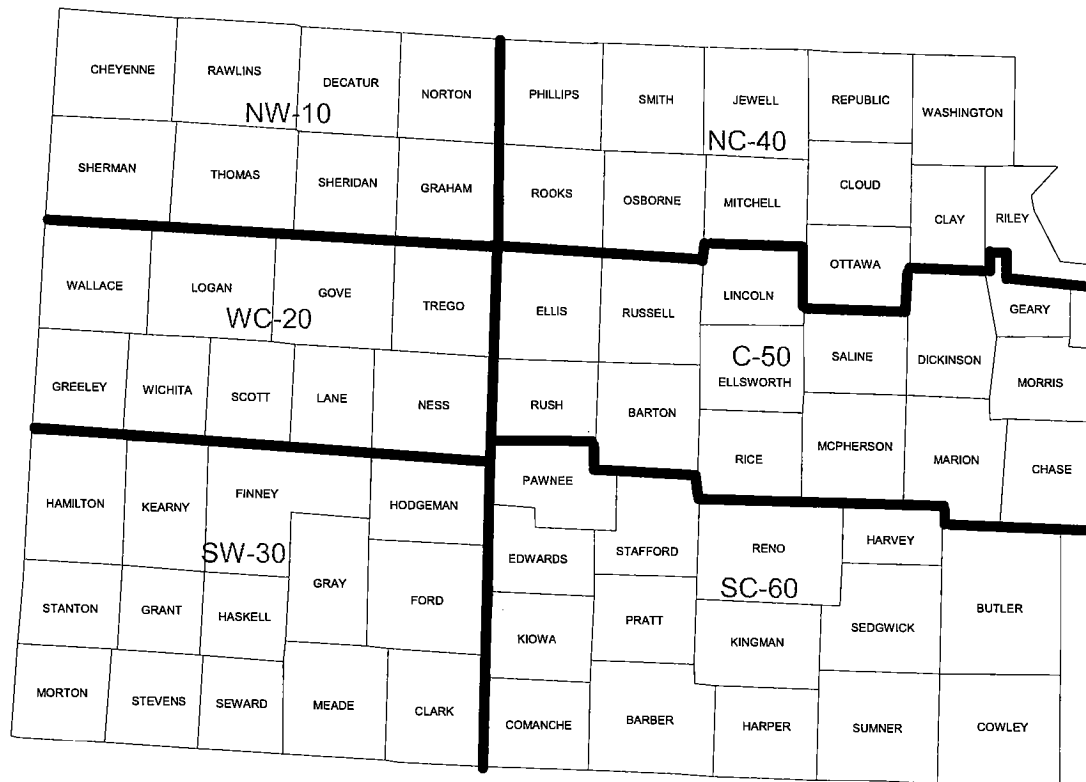 CHEYENNE
RAWLINS
DECATUR
NORTON
PHILLIPS
SMITH
JEWELL
REPUBLIC
WASHINGTON
NW-10
NC-40
SHERMAN
THOMAS
SHERIDAN
GRAHAM
ROOKS
OSBORNE
MITCHELL
CLOUD
CLAY
RILEY
OTTAWA
WALLACE
LOGAN
GOVE
TREGO
ELLIS
RUSSELL
LINCOLN
GEARY
WC-20
C-50
SALINE
DICKINSON
GREELEY
WICHITA
SCOTT
LANE
NESS
RUSH
BARTON
ELLSWORTH
MORRIS
RICE
MCPHERSON
MARION
CHASE
HAMILTON
KEARNY
FINNEY
HODGEMAN
PAWNEE
SW-30
GRAY
EDWARDS
STAFFORD
RENO
HARVEY
SC-60
STANTON
GRANT
HASKELL
FORD
KIOWA
PRATT
KINGMAN
SEDGWICK
BUTLER
MORTON
STEVENS
SEWARD
MEADE
CLARK
COMANCHE
BARBER
HARPER
SUMNER
COWLEY